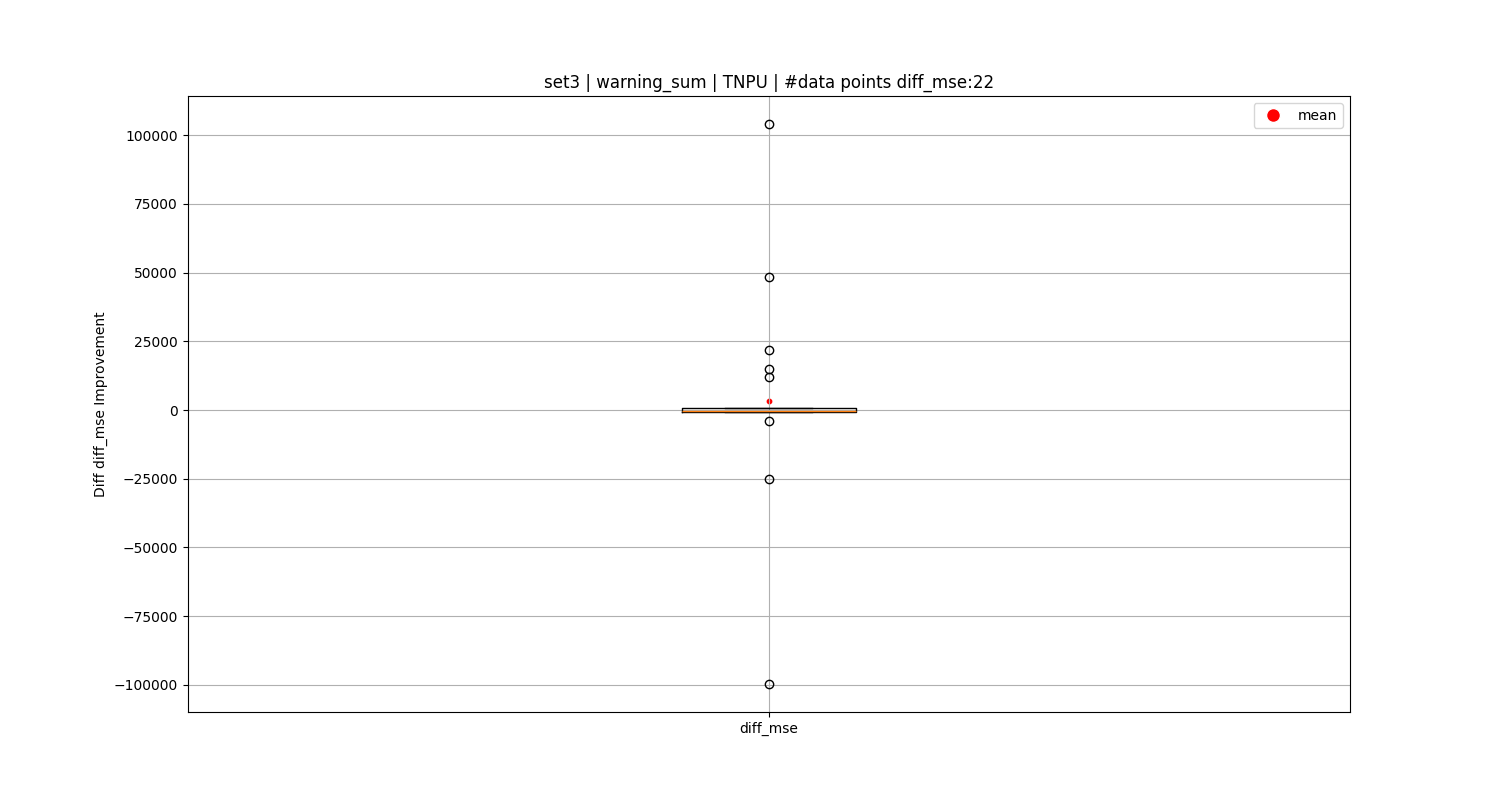 set3 | warning_sum | TNPU | #data points diff_mse:22
mean
100000
75000
50000
25000
0
−25000
−50000
−75000
−100000
Diff diff_mse Improvement
diff_mse